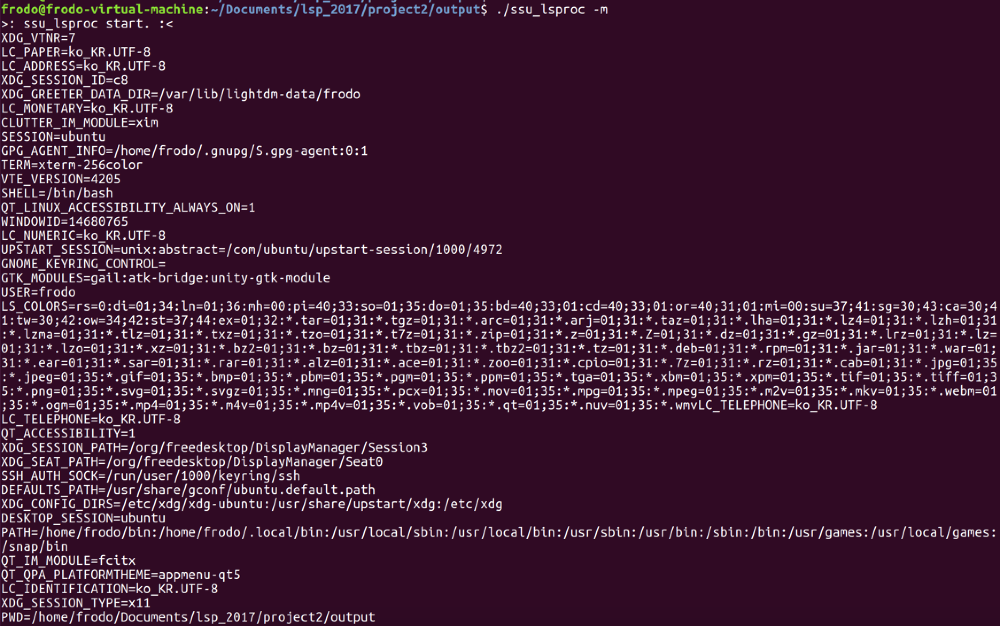 frodo@frodo-virtual-machine:~/Documents/lsp_2017/project2/output$ ./ssu_lsproc -m
>: ssu_lsproc start. :<
XDG_VTNR=7
LC_PAPER=ko_KR.UTF-8
LC_ADDRESS=ko_KR.UTF-8
XDG_SESSION_ID=c8
XDG_GREETER_DATA_DIR=/var/lib/lightdm-data/frodo
LC_MONETARY=ko_KR.UTF-8
CLUTTER_IM_MODULE=xim
SESSION=ubuntu
GPG_AGENT_INFO=/home/frodo/.gnupg/S.gpg-agent:0:1
TERM=xterm-256color
VTE_VERSION=4205
SHELL=/bin/bash
QT_LINUX_ACCESSIBILITY_ALWAYS_ON=1
WINDOWID=14680765
LC_NUMERIC=ko_KR.UTF-8
UPSTART_SESSION=unix:abstract=/com/ubuntu/upstart-session/1000/4972
GNOME_KEYRING_CONTROL=
GTK_MODULES=gail:atk-bridge:unity-gtk-module
USER=frodo
LS_COLORS=rs=0:di=01;34:ln=01;36:mh=00:pi=40;33:so=01;35:do=01;35:bd=40;33;01:cd=40;33;01:or=40;31;01:mi=00:su=37;41:sg=30;43:ca=30;4
1:tw=30;42:ow=34;42:st=37;44:ex=01;32:*.tar=01;31:*.tgz=01;31:*.arc=01;31:*.arj=01;31:*.taz=01;31:*.lha=01;31:*.lz4=01;31:*.lzh=01;31
:*.lzma=01;31:*.tlz=01;31:*.txz=01;31:*.tzo=01;31:*.t7z=01;31:*.zip=01;31:*.z=01;31:*.Z=01;31:*.dz=01;31:*.gz=01;31:*.lrz=01;31:*.lz=
01;31:*.lzo=01;31:*.xz=01;31:*.bz2=01;31:*.bz=01;31:*.tbz=01;31:*.tbz2=01;31:*.tz=01;31:*.deb=01;31:*.rpm=01;31:*.jar=01;31:*.war=01;
31:*.ear=01;31:*.sar=01;31:*.rar=01;31:*.alz=01;31:*.ace=01;31:*.zoo=01;31:*.cpio=01;31:*.7z=01;31:*.rz=01;31:*.cab=01;31:*.jpg=01;35
:*.jpeg=01;35:*.gif=01;35:*.bmp=01;35:*.pbm=01;35:*.pgm=01;35:*.ppm=01;35:*.tga=01;35:*.xbm=01;35:*.xpm=01;35:*.tif=01;35:*.tiff=01;3
5:*.png=01;35:*.svg=01;35:*.svgz=01;35:*.mng=01;35:*.pcx=01;35:*.mov=01;35:*.mpg=01;35:*.mpeg=01;35:*.m2v=01;35:*.mkv=01;35:*.webm=01
;35:*.ogm=01;35:*.mp4=01;35:*.m4v=01;35:*.mp4v=01;35:*.vob=01;35:*.qt=01;35:*.nuv=01;35:*.wmvLC_TELEPHONE=ko_KR.UTF-8
LC_TELEPHONE=ko_KR.UTF-8
QT_ACCESSIBILITY=1
XDG_SESSION_PATH=/org/freedesktop/DisplayManager/Session3
XDG_SEAT_PATH=/org/freedesktop/DisplayManager/Seat0
SSH_AUTH_SOCK=/run/user/1000/keyring/ssh
DEFAULTS_PATH=/usr/share/gconf/ubuntu.default.path
XDG_CONFIG_DIRS=/etc/xdg/xdg-ubuntu:/usr/share/upstart/xdg:/etc/xdg
DESKTOP_SESSION=ubuntu
PATH=/home/frodo/bin:/home/frodo/.local/bin:/usr/local/sbin:/usr/local/bin:/usr/sbin:/usr/bin:/sbin:/bin:/usr/games:/usr/local/games:
/snap/bin
QT_IM_MODULE=fcitx
QT_QPA_PLATFORMTHEME=appmenu-qt5
LC_IDENTIFICATION=ko_KR.UTF-8
XDG_SESSION_TYPE=x11
PWD=/home/frodo/Documents/lsp_2017/project2/output